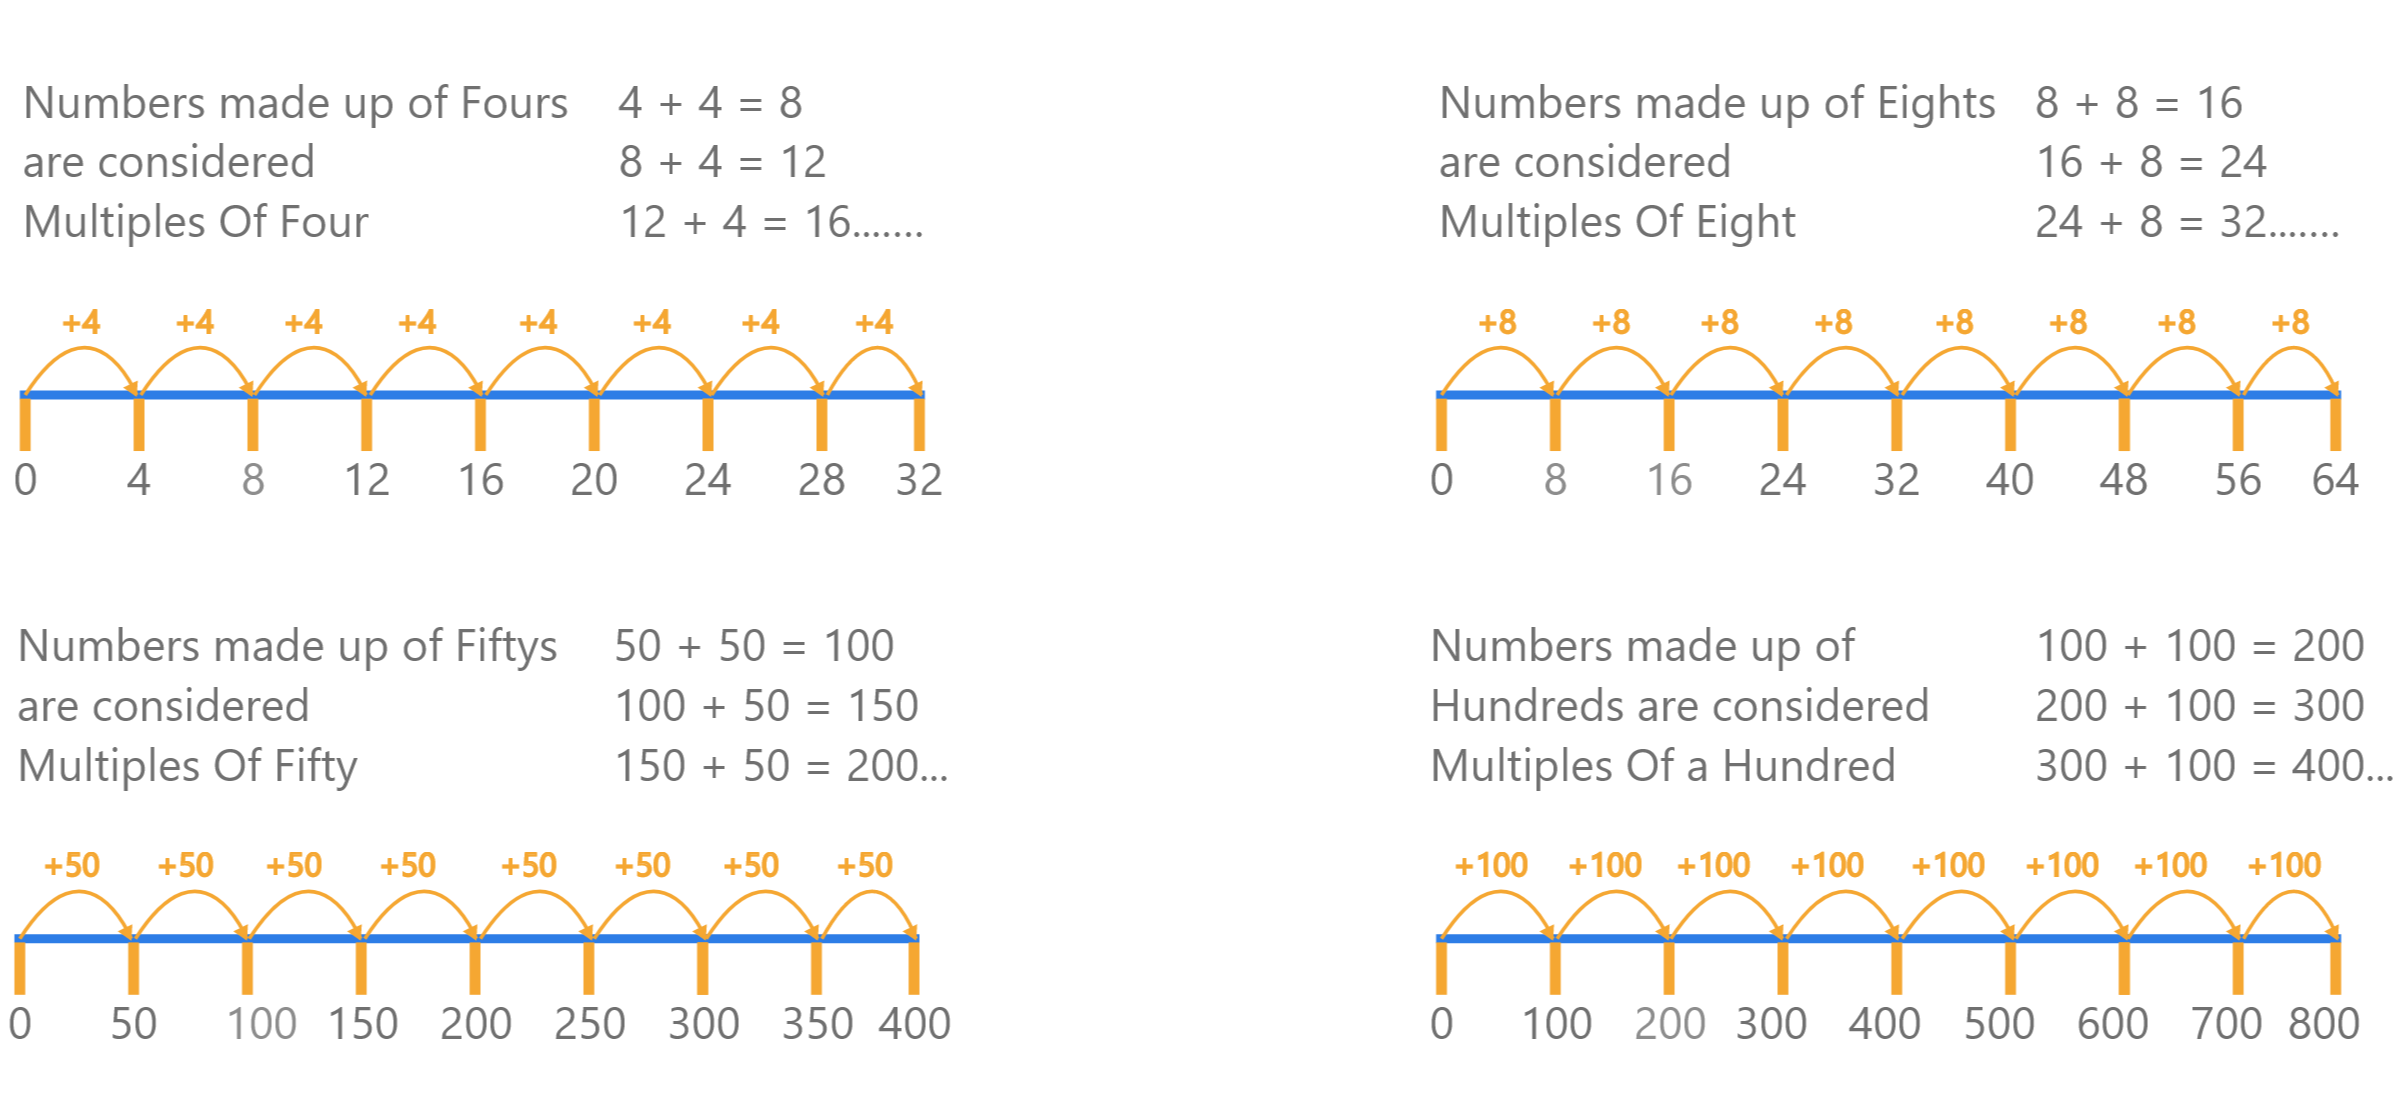 Numbers made up of Fours
are considered
Multiples Of Four
4 + 4 = 8
8 + 4 = 12
12 + 4 = 16.......
+4 +4 +4 +4 +4 +4 +4 +4
0 4 8 12 16 20 24 28 32
Numbers made up of Eights
are considered
Multiples Of Eight
8 + 8 = 16
16 + 8 = 24
24 + 8 = 32.......
+8 +8 +8 +8 +8 +8 +8 +8
0 8 16 24 32 40 48 56 64
Numbers made up of Fiftys
are considered
Multiples Of Fifty
50 + 50 = 100
100 + 50 = 150
150 + 50 = 200...
+50 +50 +50 +50 +50 +50 +50 +50
0 50 100 150 200 250 300 350 400
Numbers made up of
Hundreds are considered
Multiples Of a Hundred
100 + 100 = 200
200 + 100 = 300
300 + 100 = 400...
+100 +100 +100 +100 +100 +100 +100 +100
0 100 200 300 400 500 600 700 800